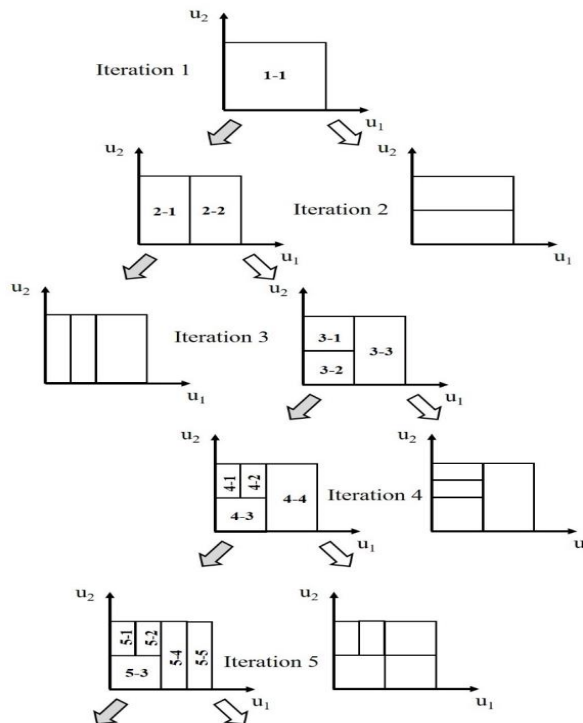 u2
Iteration 1
1-1
u1
u2
u2
2-1 2-2
Iteration 2
u1
u1
u2
u2
Iteration 3
3-1
3-3
3-2
u1
u1
u2
u2
4-1 4-2
4-4
Iteration 4
4-3
u1
u
u2
u2
5-1 5-2
5-4 5-5
Iteration 5
5-3
u1
u1